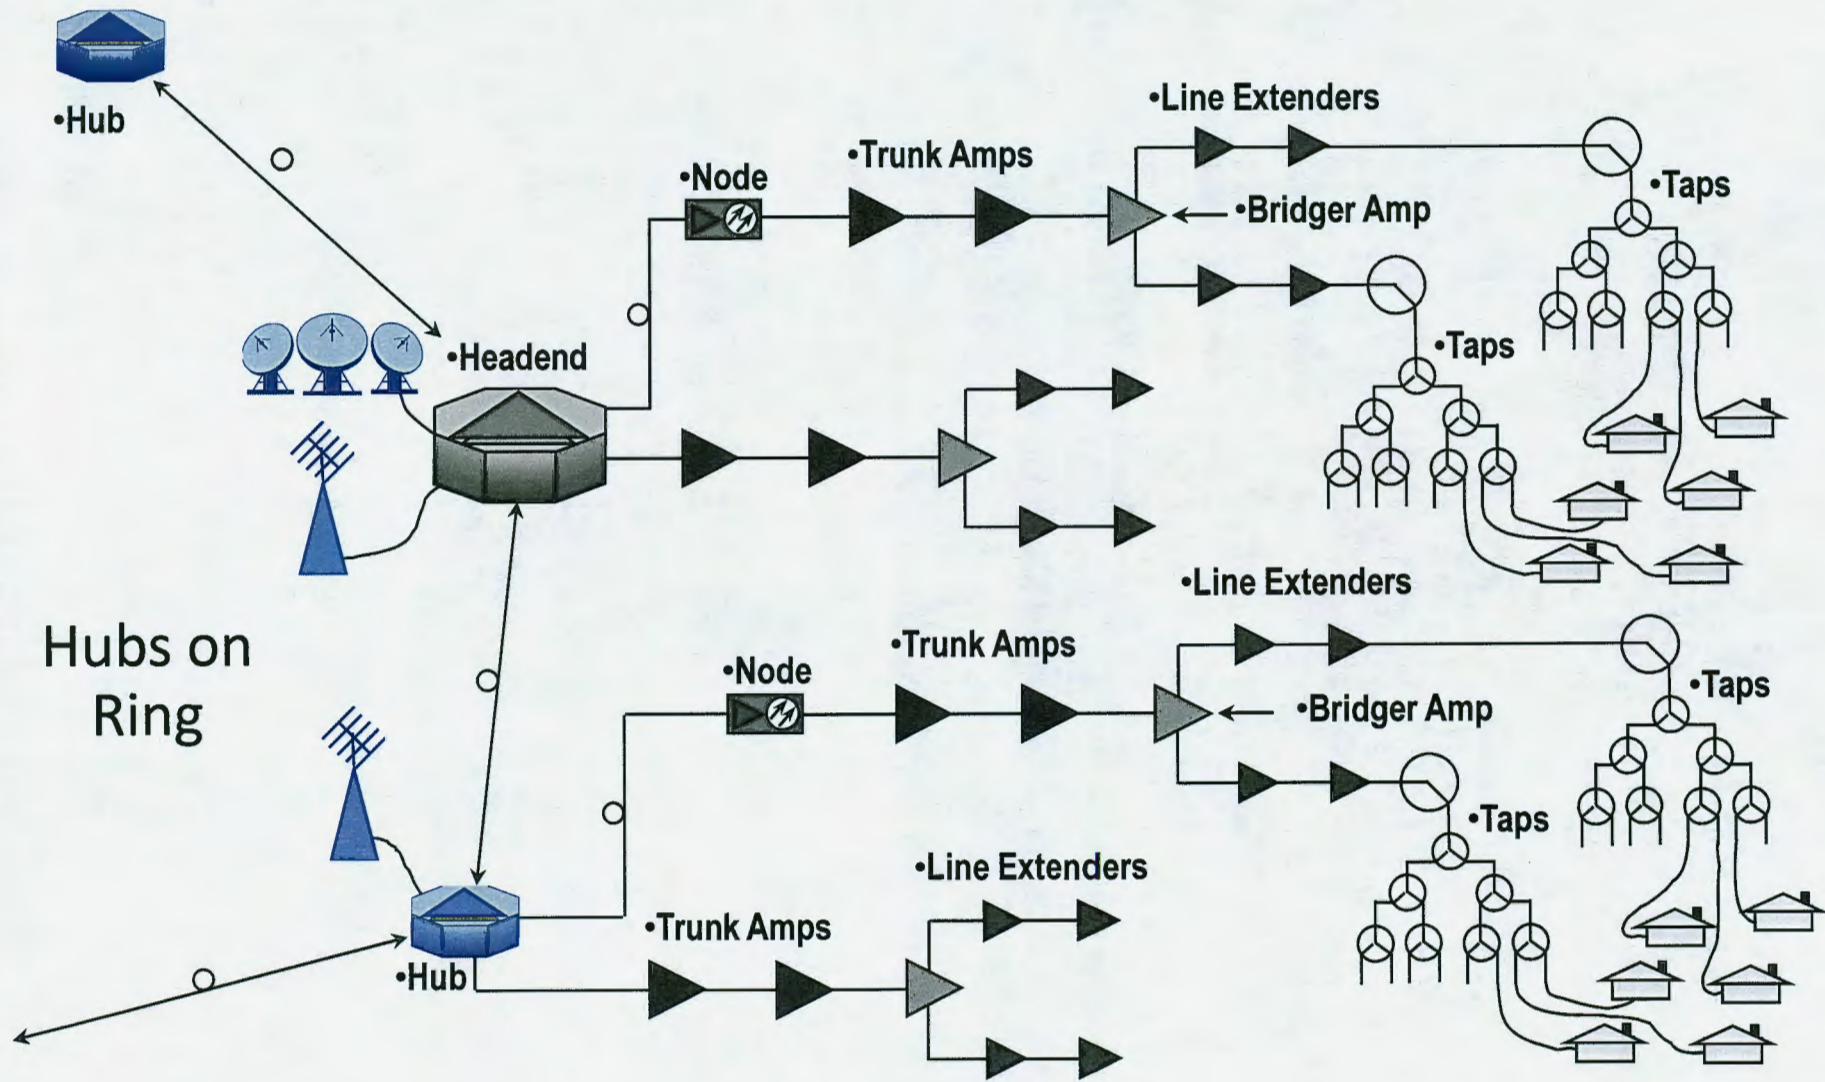 •Hub
•Line Extenders
•Trunk Amps
•Node
•Taps
•Bridger Amp
•Headend
•Taps
•Line Extenders
Hubs on
Ring
•Trunk Amps
•Node
•Taps
•Bridger Amp
•Taps
•Line Extenders
•Trunk Amps
•Hub